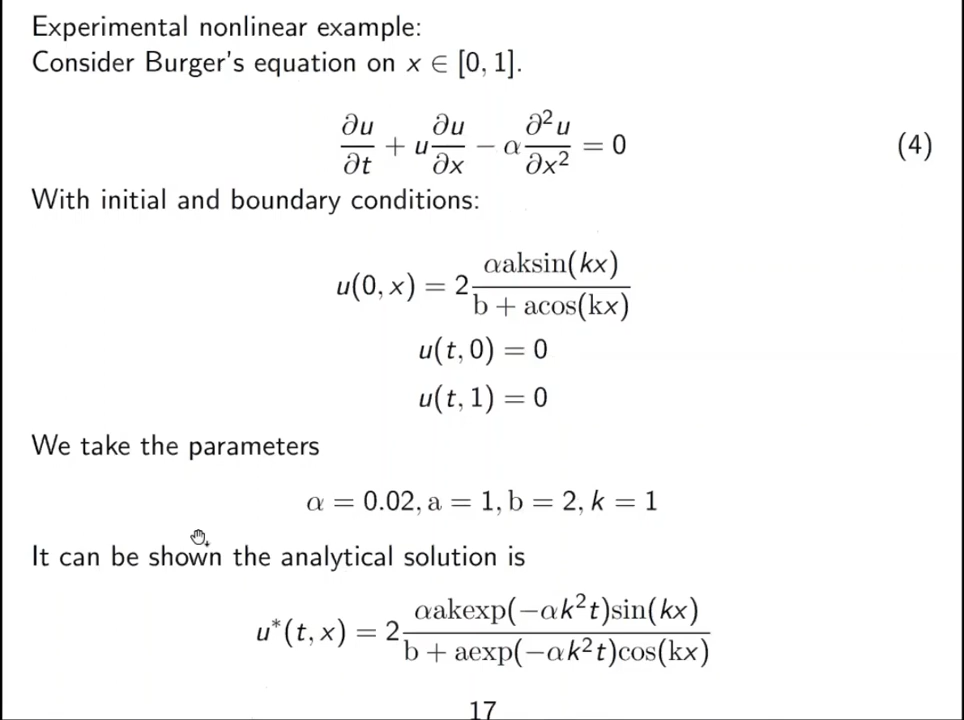 Experimental nonlinear example:
Consider Burger's equation on x ∈ [0, 1].
∂u/∂t + u ∂u/∂x − α ∂²u/∂x² = 0 (4)
With initial and boundary conditions:
u(0, x) = 2 αaksin(kx) / b + acos(kx)
u(t, 0) = 0
u(t, 1) = 0
We take the parameters
α = 0.02, a = 1, b = 2, k = 1
It can be shown the analytical solution is
u*(t, x) = 2 αakexp(−αk²t)sin(kx) / b + aexp(−αk²t)cos(kx)
17